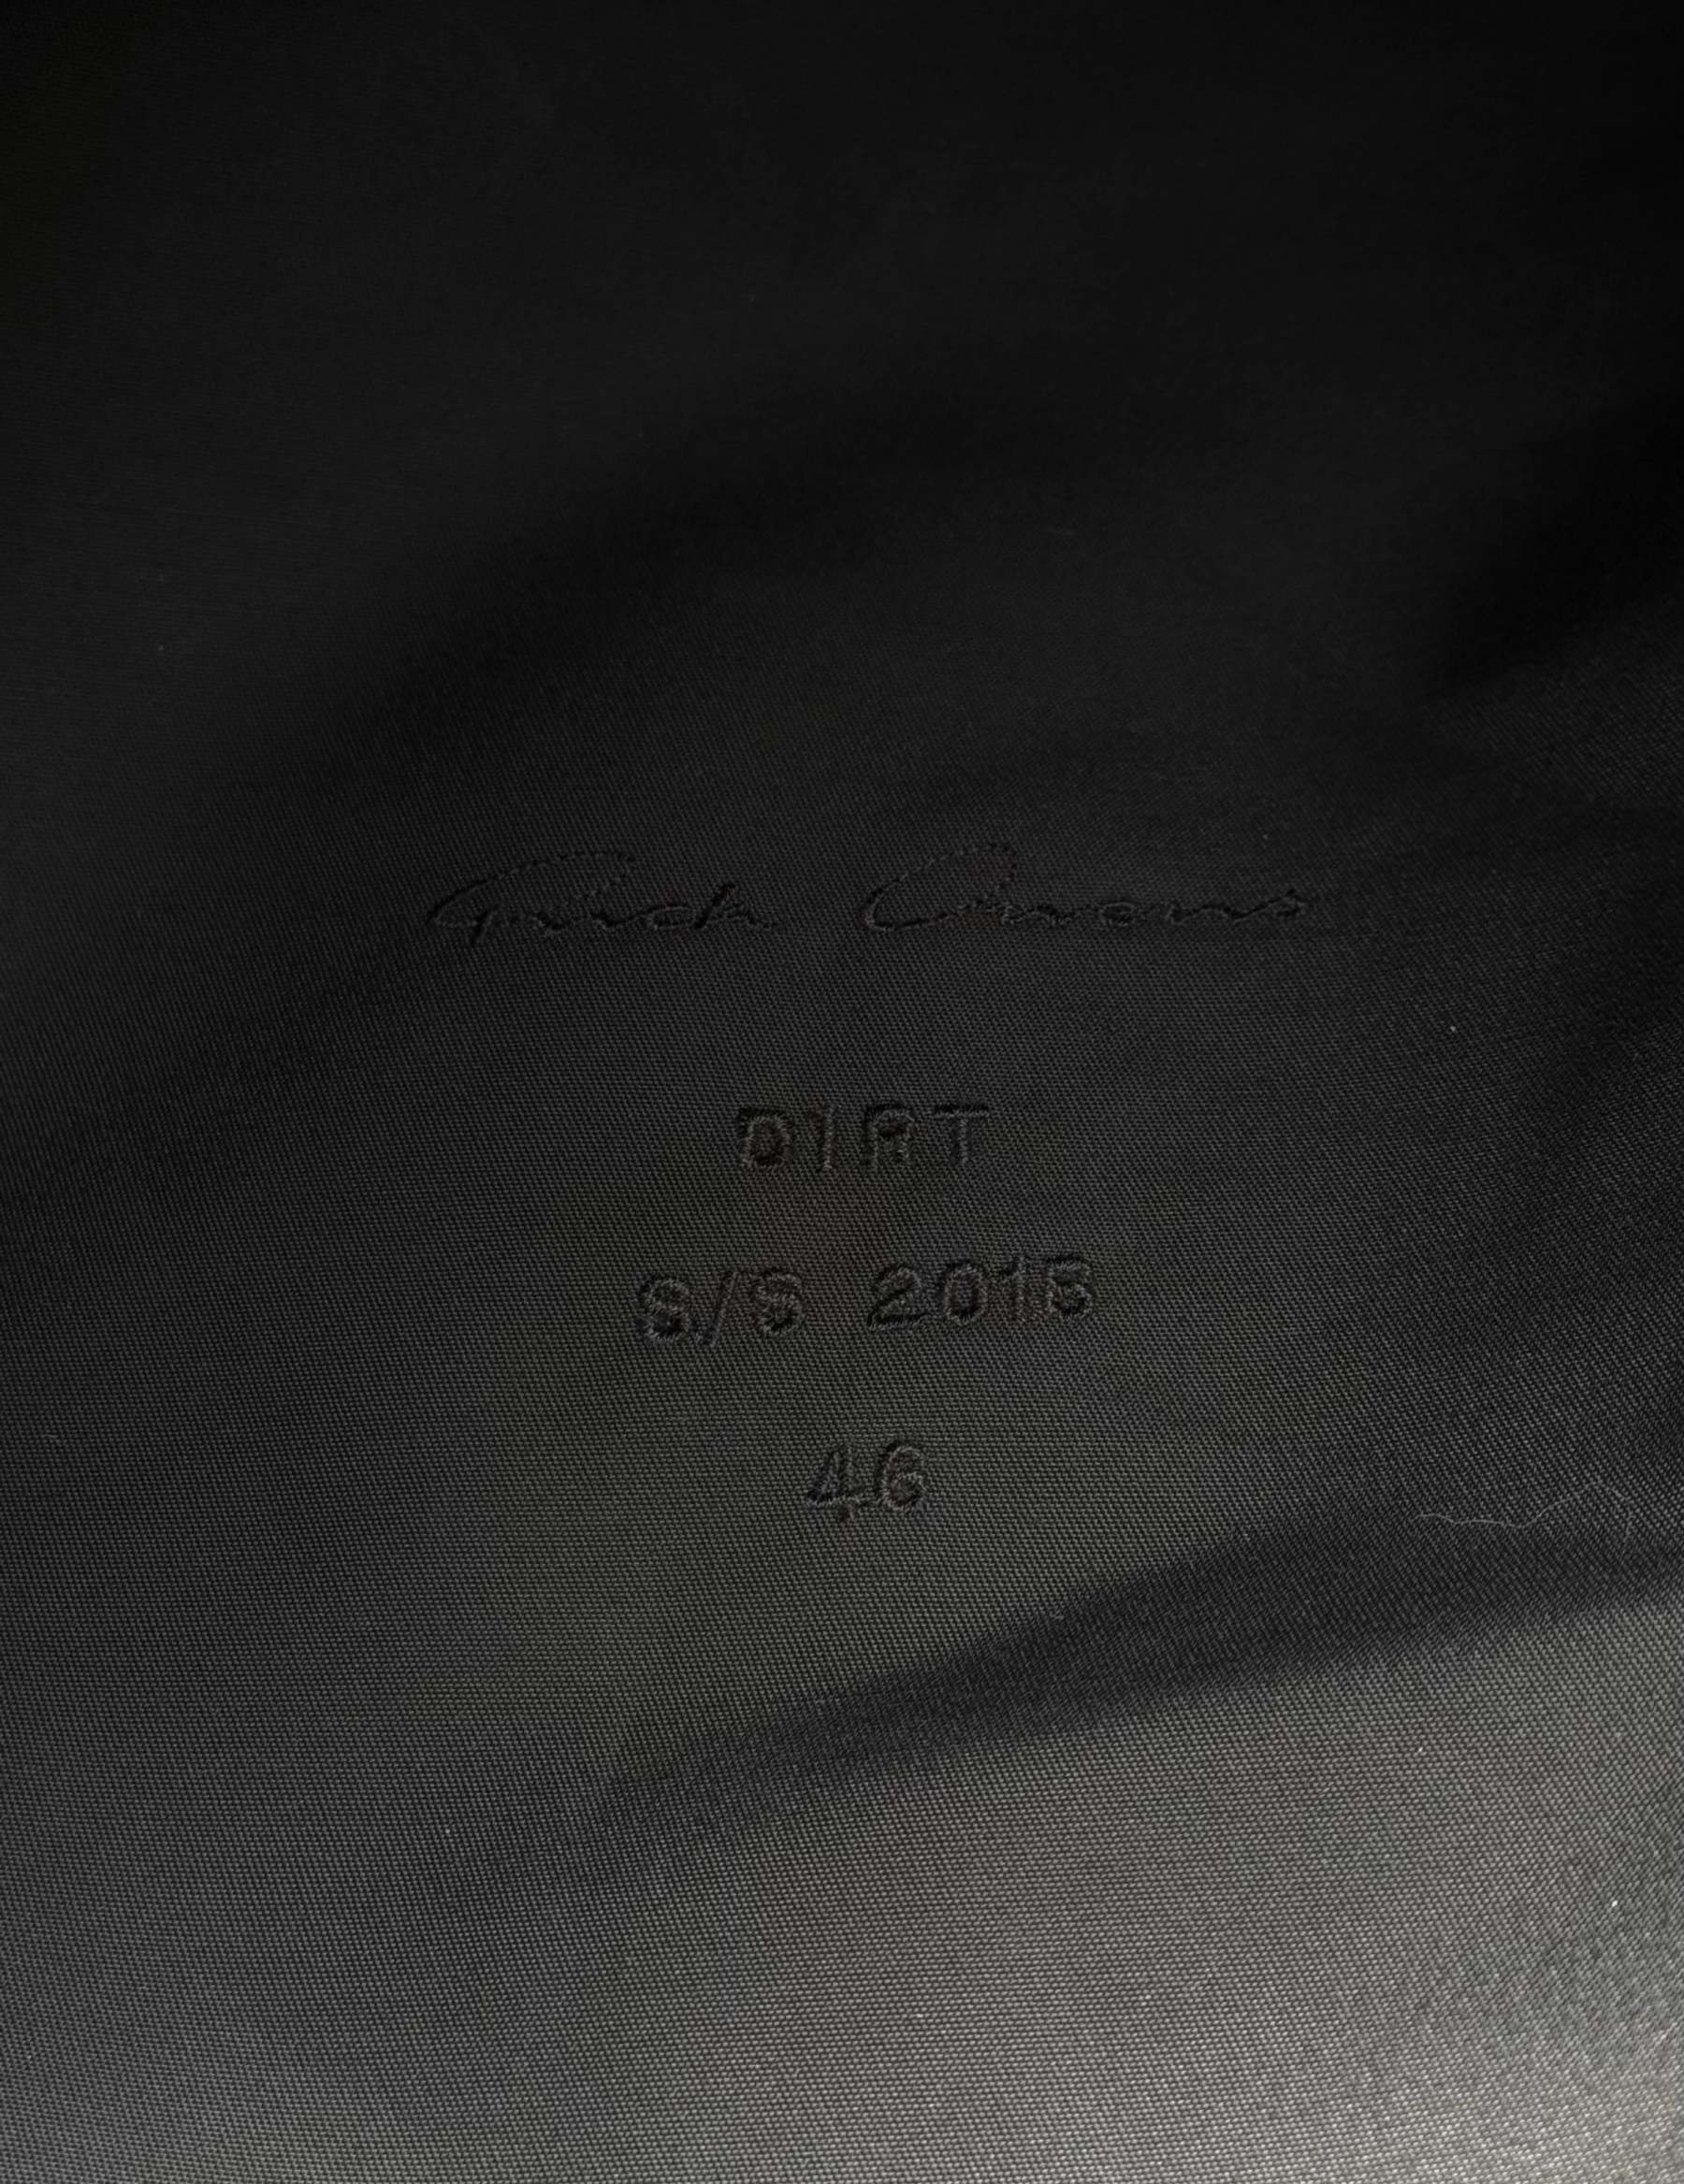 Rick Owens
DIRT
S/S 2018
46